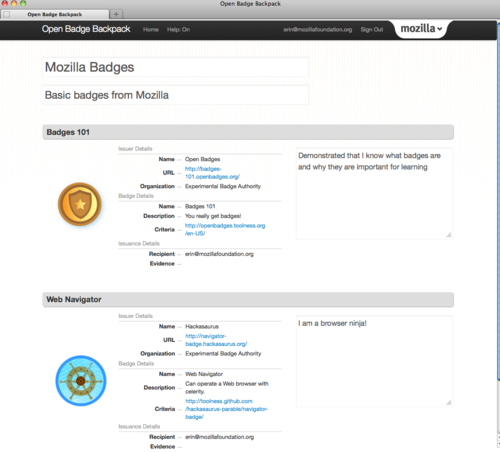 Open Badge Backpack
Open Badge Backpack
Open Badge Backpack Home Help: On erin@mozillafoundation.org Sign Out mozilla
Mozilla Badges
Basic badges from Mozilla
Badges 101
Issuer Details
Name — Open Badges
URL — http://badges-
101.openbadges.org/
Organization — Experimental Badge Authority
Badge Details
Name — Badges 101
Description — You really get badges!
Criteria — http://openbadges.toolness.org
/en-US/
Issuance Details
Recipient — erin@mozillafoundation.org
Evidence —
Demonstrated that I know what badges are
and why they are important for learning
Web Navigator
Issuer Details
Name — Hackasaurus
URL — http://navigator-
badge.hackasaurus.org/
Organization — Experimental Badge Authority
Badge Details
Name — Web Navigator
Description — Can operate a Web browser with
celerity.
Criteria — http://toolness.github.com
/hackasaurus-parable/navigator-
badge/
Issuance Details
Recipient — erin@mozillafoundation.org
Evidence —
I am a browser ninja!